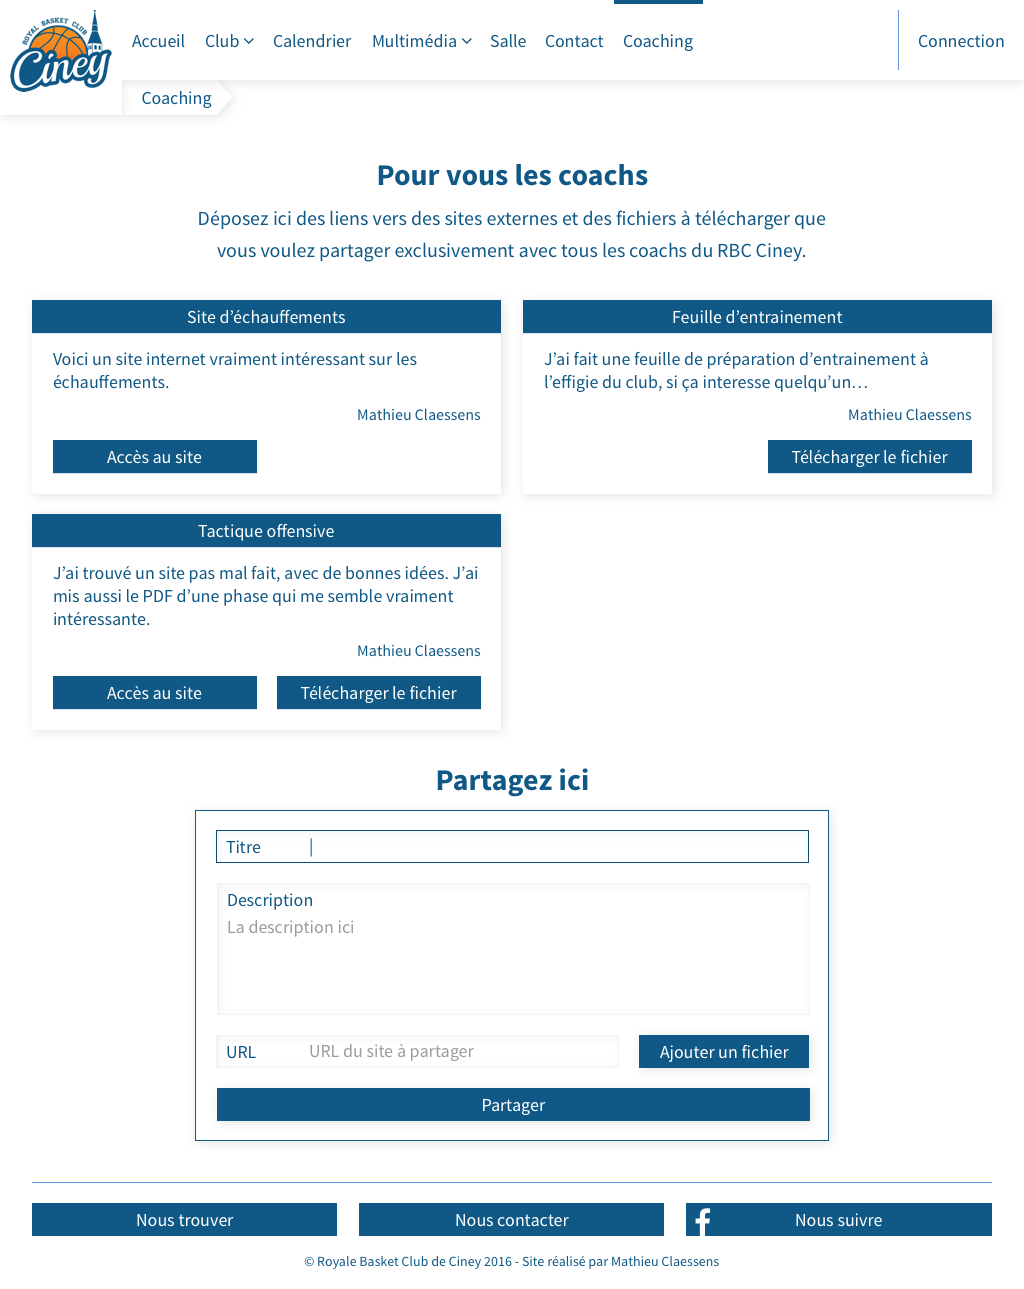 ROYAL BASKET CLUB
Ciney
Accueil
Club
Calendrier
Multimédia
Salle
Contact
Coaching
Connection
Coaching
Pour vous les coachs
Déposez ici des liens vers des sites externes et des fichiers à télécharger que
vous voulez partager exclusivement avec tous les coachs du RBC Ciney.
Site d’échauffements
Voici un site internet vraiment intéressant sur les
échauffements.
Mathieu Claessens
Accès au site
Feuille d’entrainement
J’ai fait une feuille de préparation d’entrainement à
l’effigie du club, si ça interesse quelqu’un…
Mathieu Claessens
Télécharger le fichier
Tactique offensive
J’ai trouvé un site pas mal fait, avec de bonnes idées. J’ai
mis aussi le PDF d’une phase qui me semble vraiment
intéressante.
Mathieu Claessens
Accès au site
Télécharger le fichier
Partagez ici
Titre
Description
La description ici
URL
URL du site à partager
Ajouter un fichier
Partager
Nous trouver
Nous contacter
Nous suivre
© Royale Basket Club de Ciney 2016 - Site réalisé par Mathieu Claessens